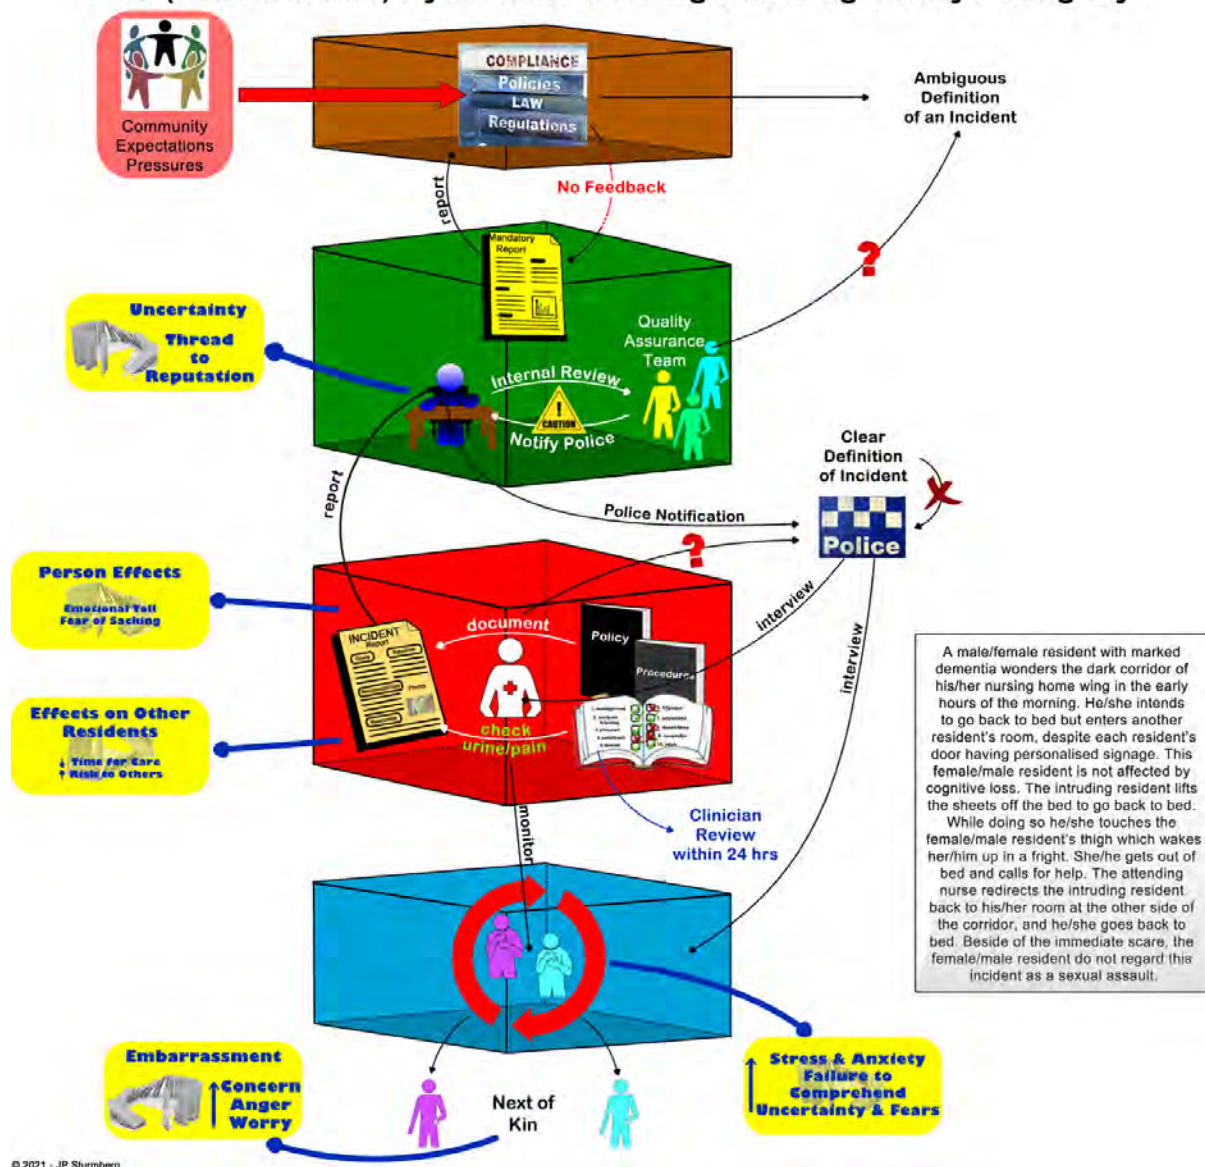 Community
Expectations
Pressures
COMPLIANCE
Policies
LAW
Regulations
Ambiguous
Definition
of an Incident
report
No Feedback
Mandatory
Report
Uncertainty
Thread
to
Reputation
Quality
Assurance
Team
Internal Review
CAUTION
Notify Police
Clear
Definition
of Incident
report
Police Notification
Police
Person Effects
Emotional Toll
Fear of Saching
interview
interview
document
INCIDENT
Report
Policy
Procedures
check
urine/pain
Effects on Other
Residents
↓ Time for Care
↑ Risk to Others
monitor
Clinician
Review
within 24 hrs
A male/female resident with marked
dementia wonders the dark corridor of
his/her nursing home wing in the early
hours of the morning. He/she intends
to go back to bed but enters another
resident's room, despite each resident's
door having personalised signage. This
female/male resident is not affected by
cognitive loss. The intruding resident lifts
the sheets off the bed to go back to bed.
While doing so he/she touches the
female/male resident's thigh which wakes
her/him up in a fright. She/he gets out of
bed and calls for help. The attending
nurse redirects the intruding resident
back to his/her room at the other side of
the corridor, and he/she goes back to
bed. Beside of the immediate scare, the
female/male resident do not regard this
incident as a sexual assault.
Embarrassment
Concern
Anger
Worry
Next of
Kin
Stress & Anxiety
Failure to
Comprehend
Uncertainty & Fears
© 2021 - JP Sturmberg